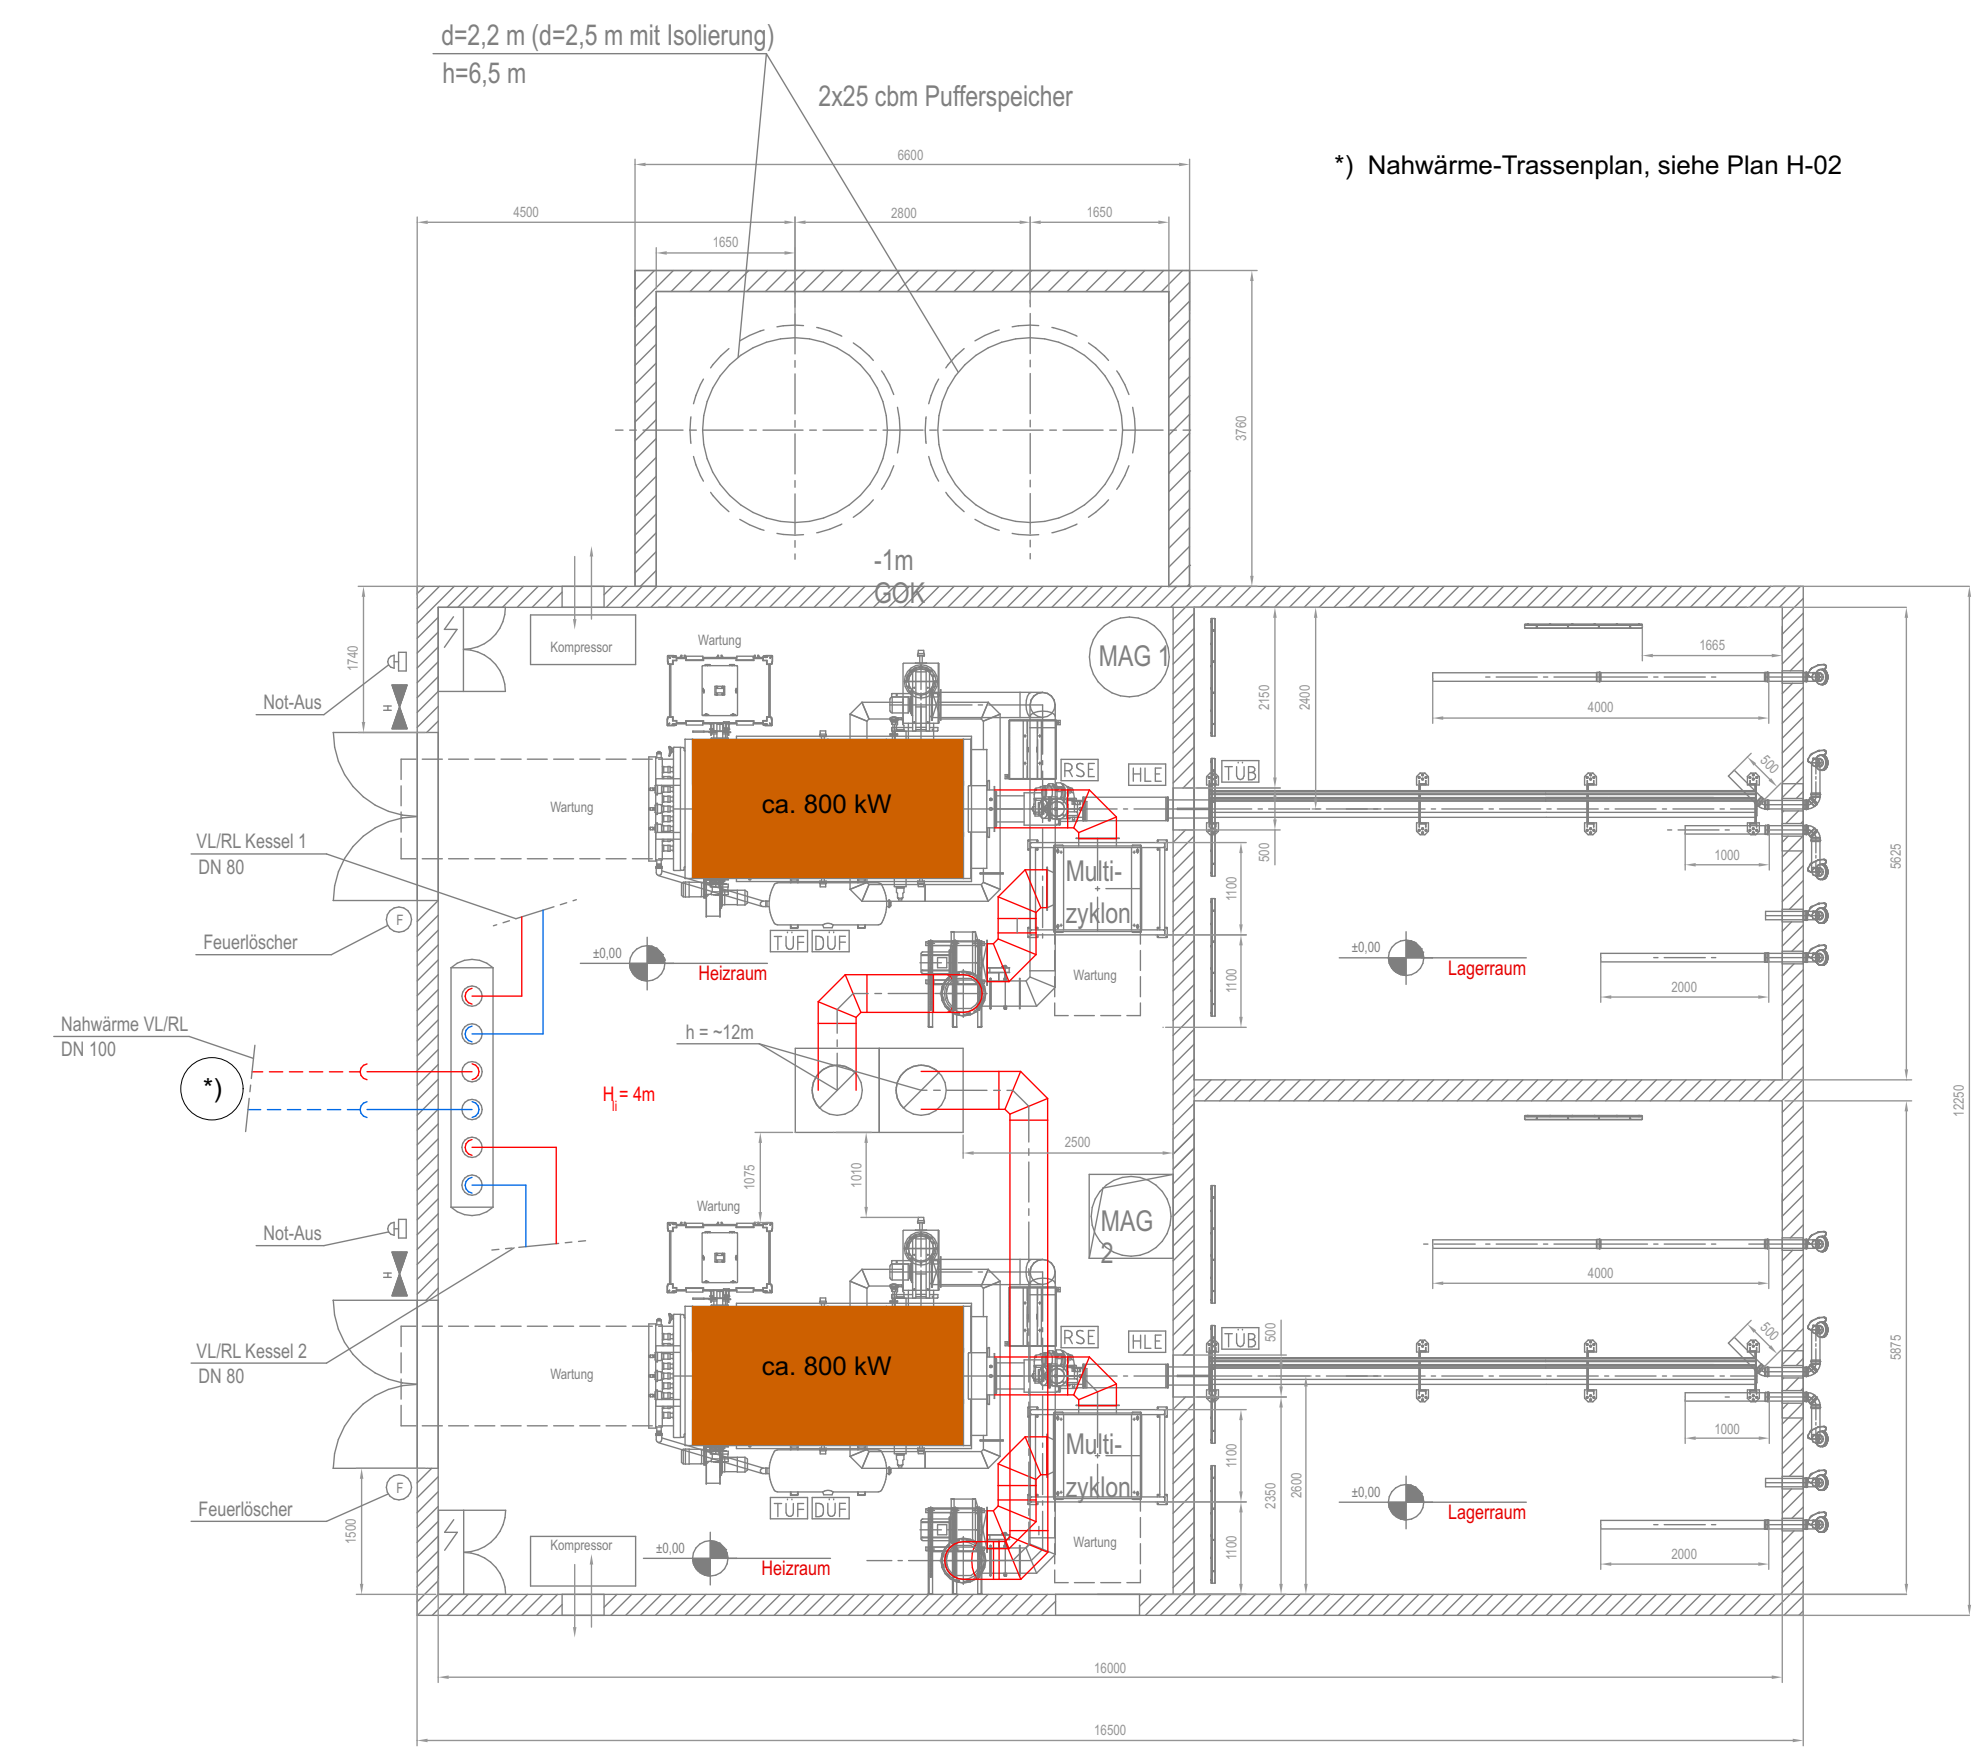 d=2,2 m (d=2,5 m mit Isolierung)
h=6,5 m
2x25 cbm Pufferspeicher
*) Nahwärme-Trassenplan, siehe Plan H-02
6600
4500
2800
1650
1650
3760
-1m
GOK
1740
Kompressor
Wartung
MAG 1
Not-Aus
H
2150
2400
1665
4000
500
RSE
HLE
TÜB
Wartung
ca. 800 kW
VL/RL Kessel 1
DN 80
500
1000
5625
Multi-
zyklon
1100
F
Feuerlöscher
TÜF
DÜF
±0,00
Heizraum
Wartung
1100
±0,00
Lagerraum
2000
Nahwärme VL/RL
DN 100
*)
h = ~12m
Hli = 4m
12250
1075
1010
2500
Not-Aus
H
Wartung
MAG
2
4000
500
500
RSE
HLE
TÜB
VL/RL Kessel 2
DN 80
Wartung
ca. 800 kW
5875
1000
Multi-
zyklon
1100
2350
2600
F
Feuerlöscher
TÜF
DÜF
±0,00
Lagerraum
1500
Kompressor
±0,00
Heizraum
Wartung
1100
2000
16000
16500